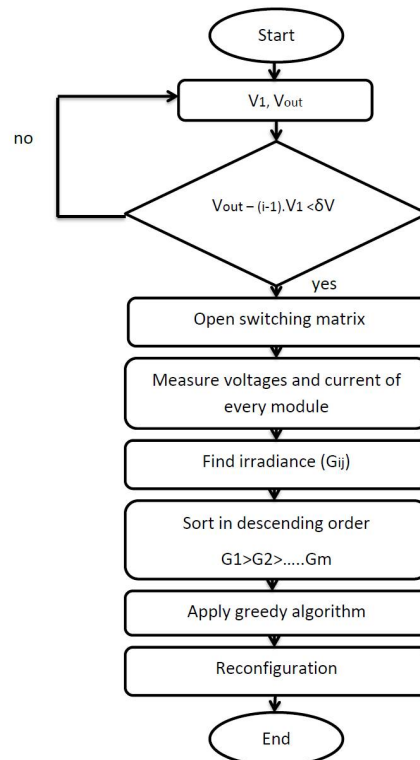 Start
V1, Vout
no
Vout – (i-1).V1 <δV
yes
Open switching matrix
Measure voltages and current of
every module
Find irradiance (Gij)
Sort in descending order
G1>G2>.....Gm
Apply greedy algorithm
Reconfiguration
End